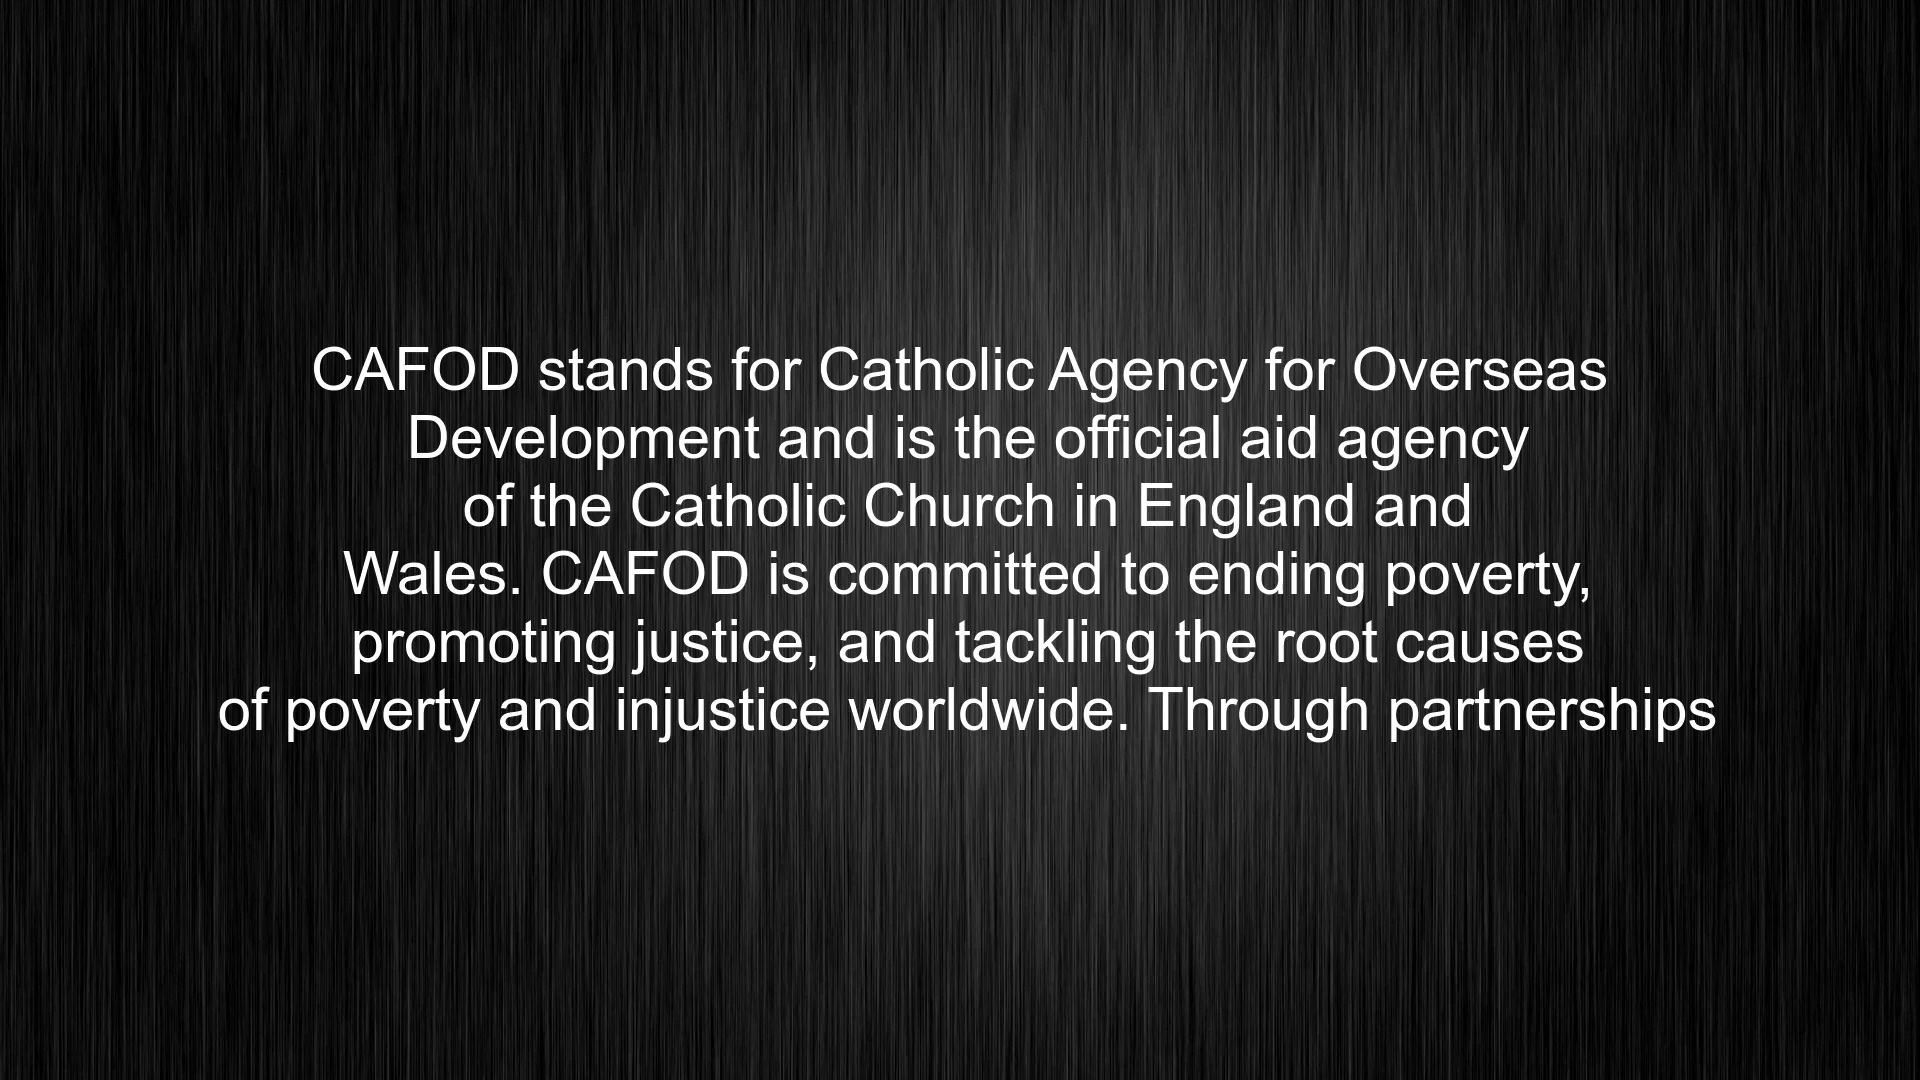 CAFOD stands for Catholic Agency for Overseas
Development and is the official aid agency
of the Catholic Church in England and
Wales. CAFOD is committed to ending poverty,
promoting justice, and tackling the root causes
of poverty and injustice worldwide. Through partnerships